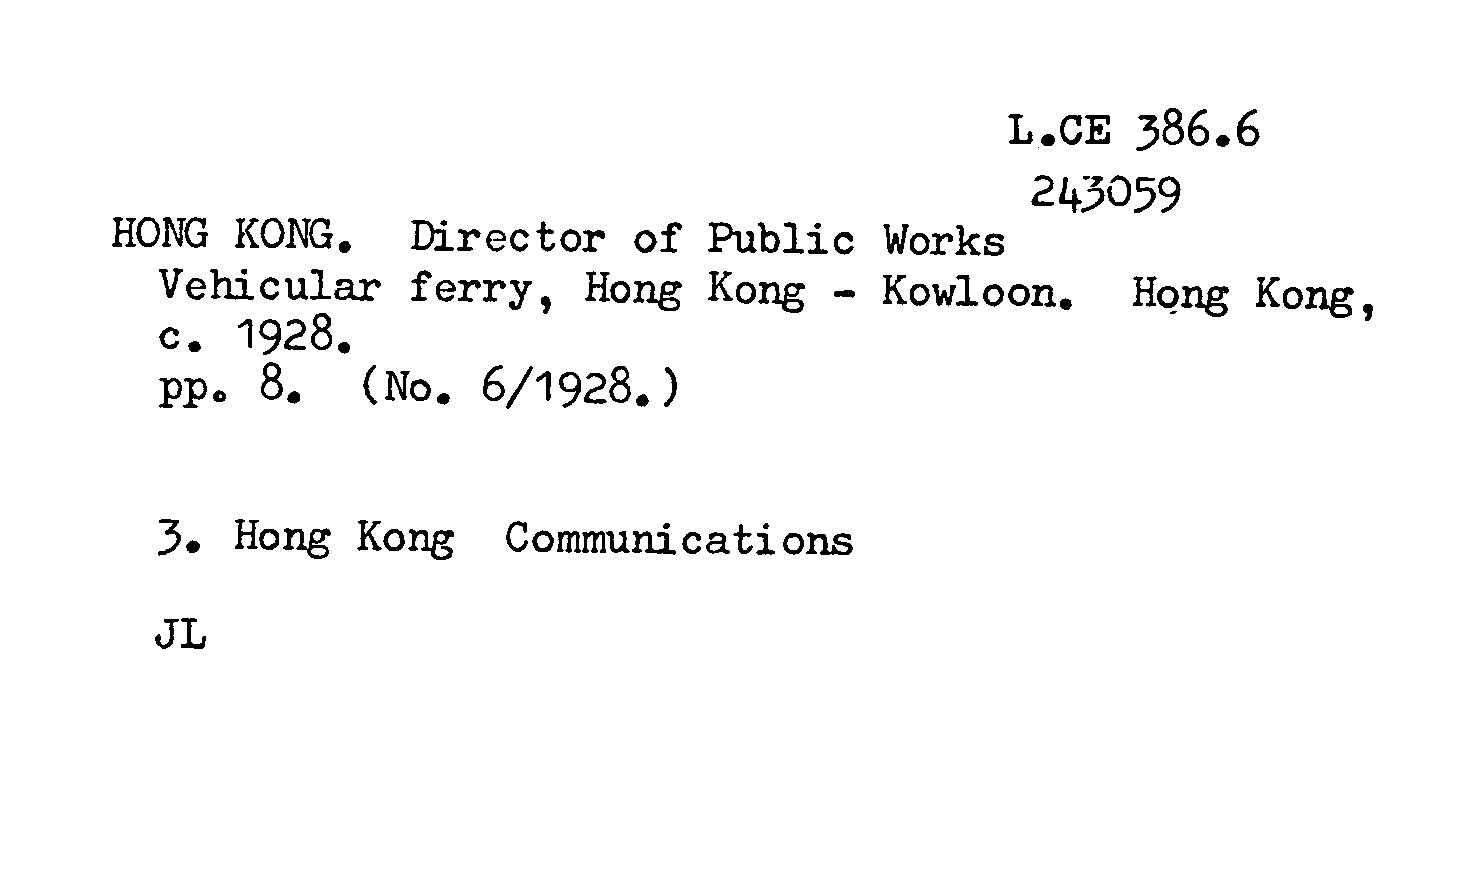 L.CE 386.6
243059
HONG KONG. Director of Public Works
Vehicular ferry, Hong Kong - Kowloon. Hong Kong,
c. 1928.
pp. 8. (No. 6/1928.)
3. Hong Kong Communications
JL